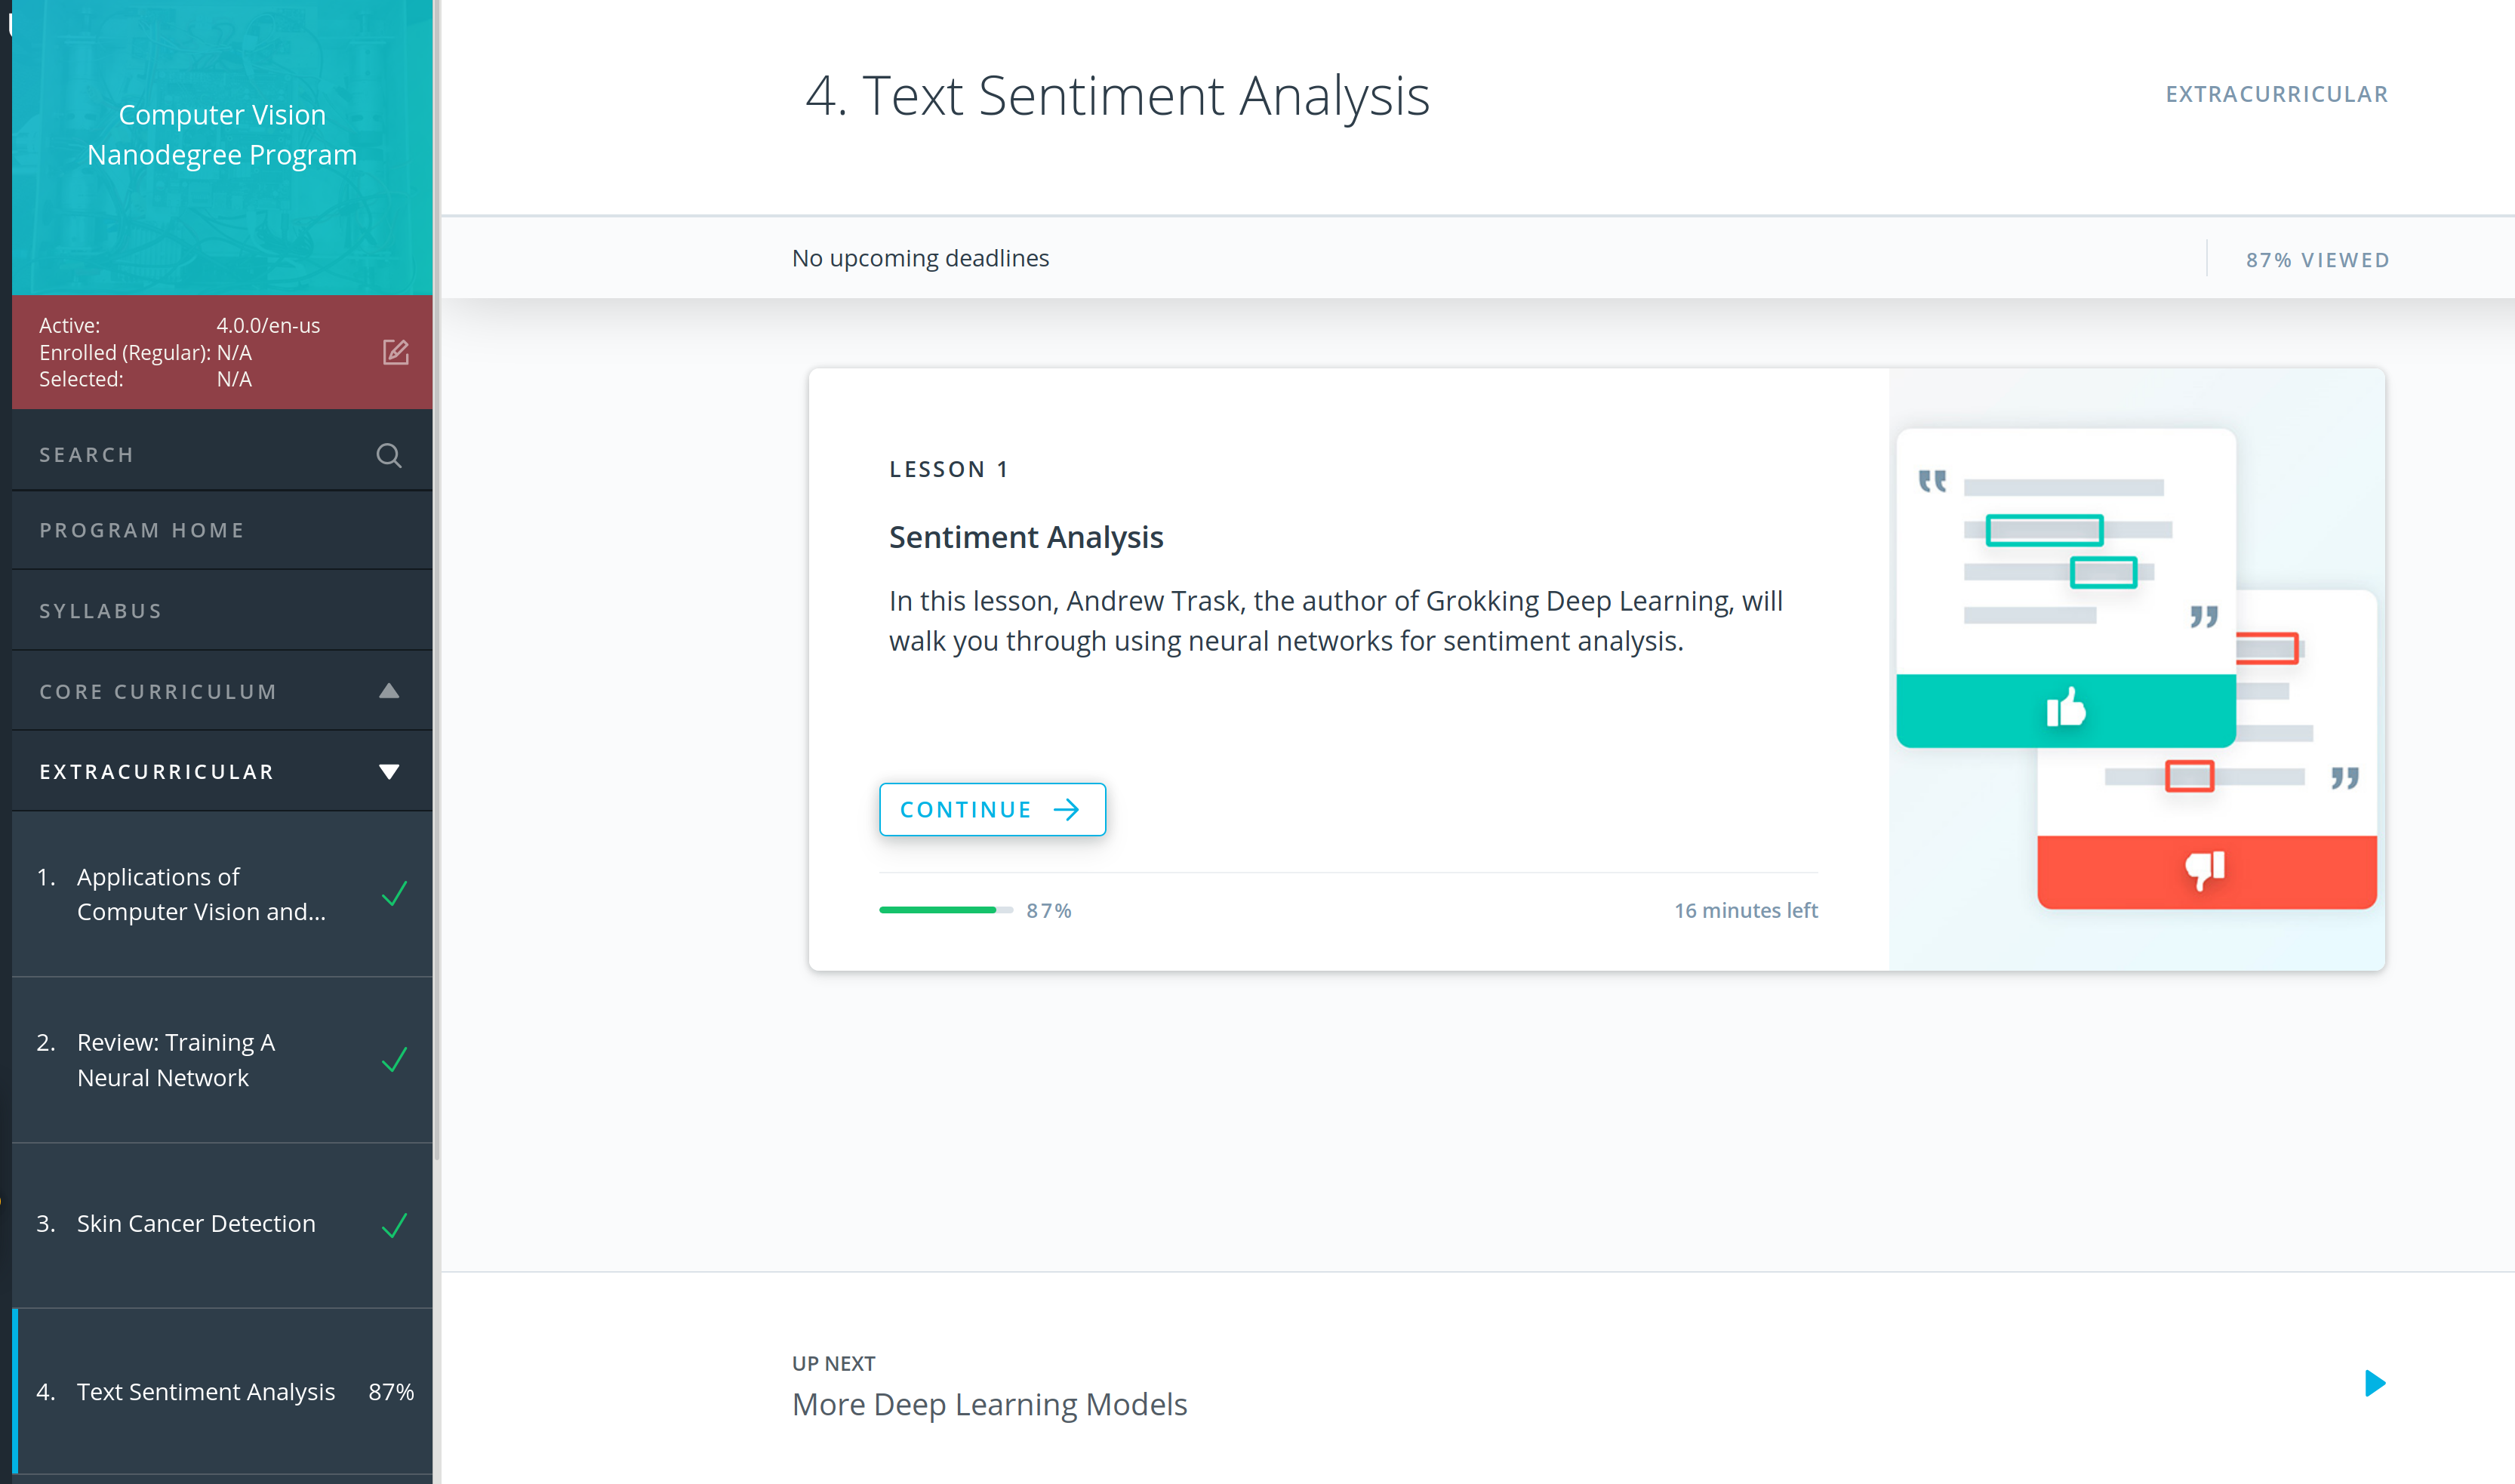 Computer Vision
Nanodegree Program
Active: 4.0.0/en-us
Enrolled (Regular): N/A
Selected: N/A
SEARCH
PROGRAM HOME
SYLLABUS
CORE CURRICULUM
EXTRACURRICULAR
1. Applications of
Computer Vision and...
2. Review: Training A
Neural Network
3. Skin Cancer Detection
4. Text Sentiment Analysis 87%
4. Text Sentiment Analysis
EXTRACURRICULAR
No upcoming deadlines
87% VIEWED
LESSON 1
Sentiment Analysis
In this lesson, Andrew Trask, the author of Grokking Deep Learning, will
walk you through using neural networks for sentiment analysis.
CONTINUE
87%
16 minutes left
UP NEXT
More Deep Learning Models